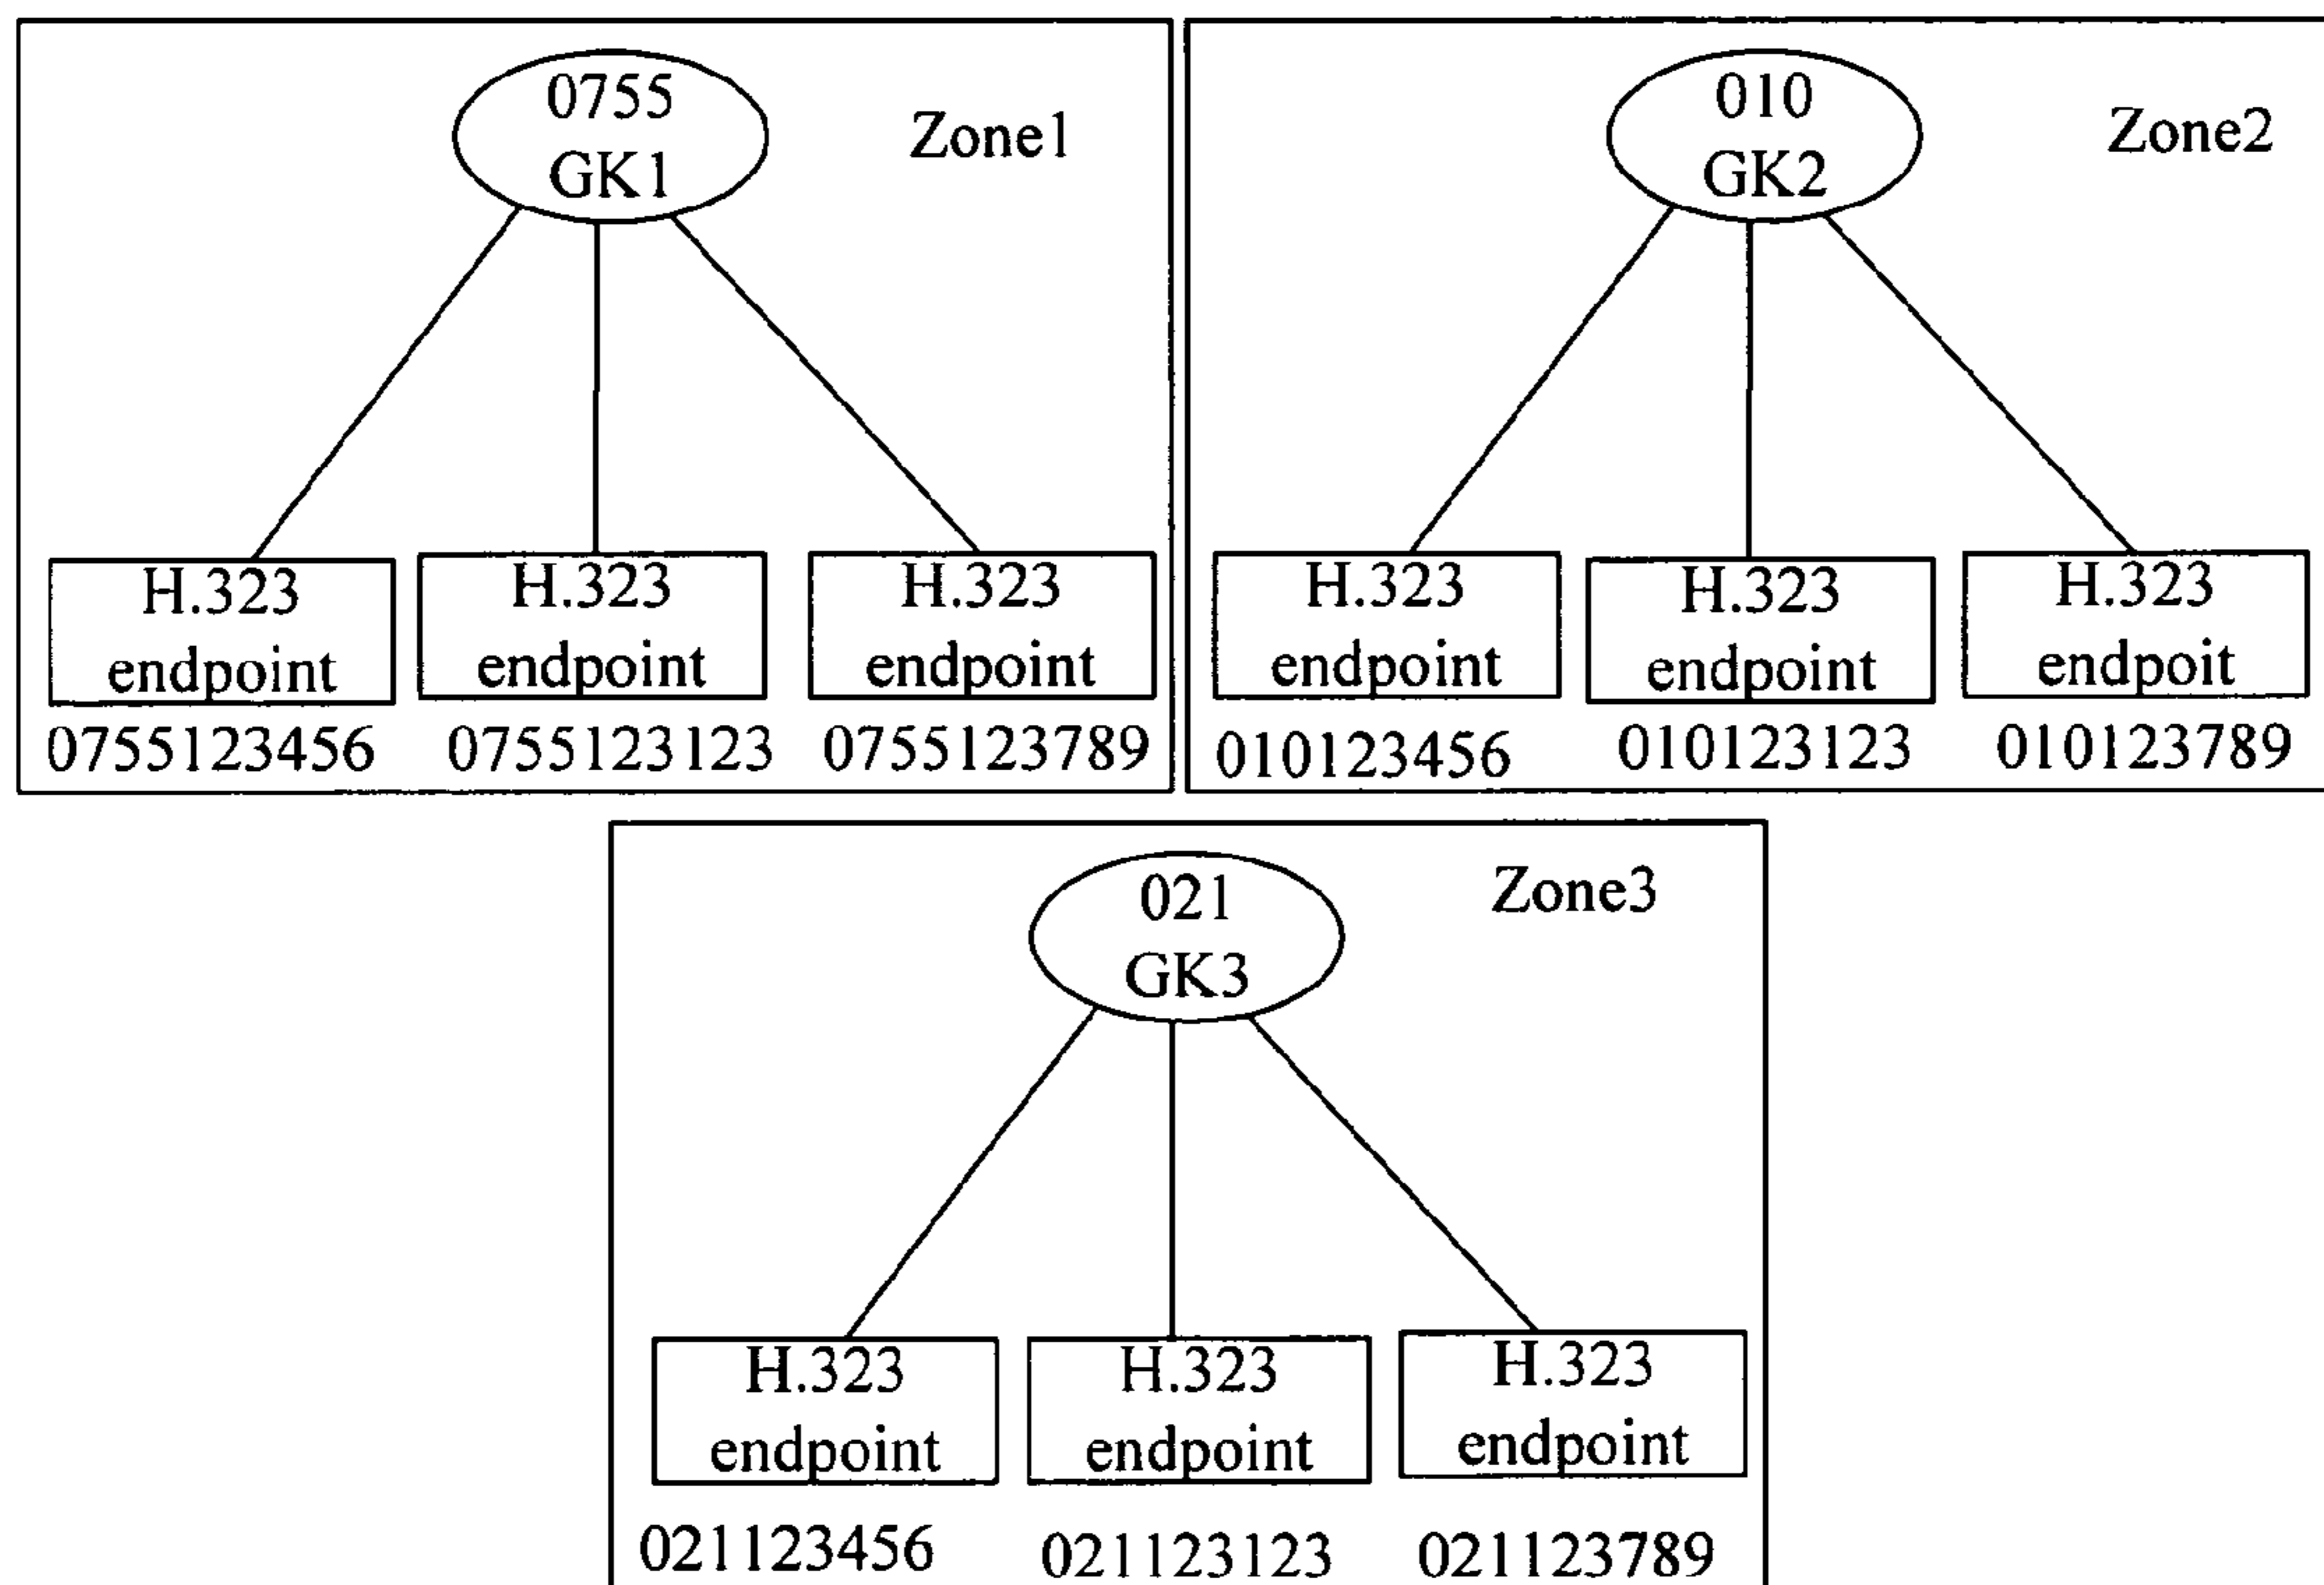 0755
GK1
Zone1
H.323
endpoint
0755123456
H.323
endpoint
0755123123
H.323
endpoint
0755123789
010
GK2
Zone2
H.323
endpoint
010123456
H.323
endpoint
010123123
H.323
endpoit
010123789
021
GK3
Zone3
H.323
endpoint
021123456
H.323
endpoint
021123123
H.323
endpoint
021123789